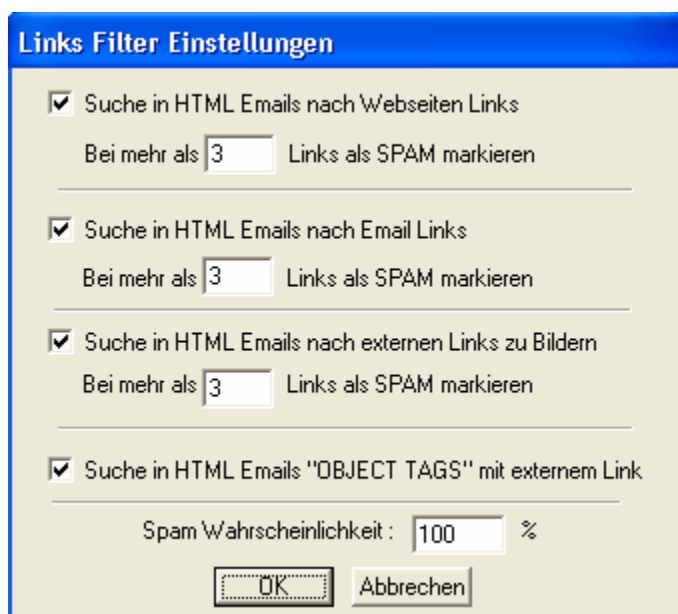 Links Filter Einstellungen
Suche in HTML Emails nach Webseiten Links
Bei mehr als 3 Links als SPAM markieren
Suche in HTML Emails nach Email Links
Bei mehr als 3 Links als SPAM markieren
Suche in HTML Emails nach externen Links zu Bildern
Bei mehr als 3 Links als SPAM markieren
Suche in HTML Emails "OBJECT TAGS" mit externem Link
Spam Wahrscheinlichkeit : 100 %
OK Abbrechen